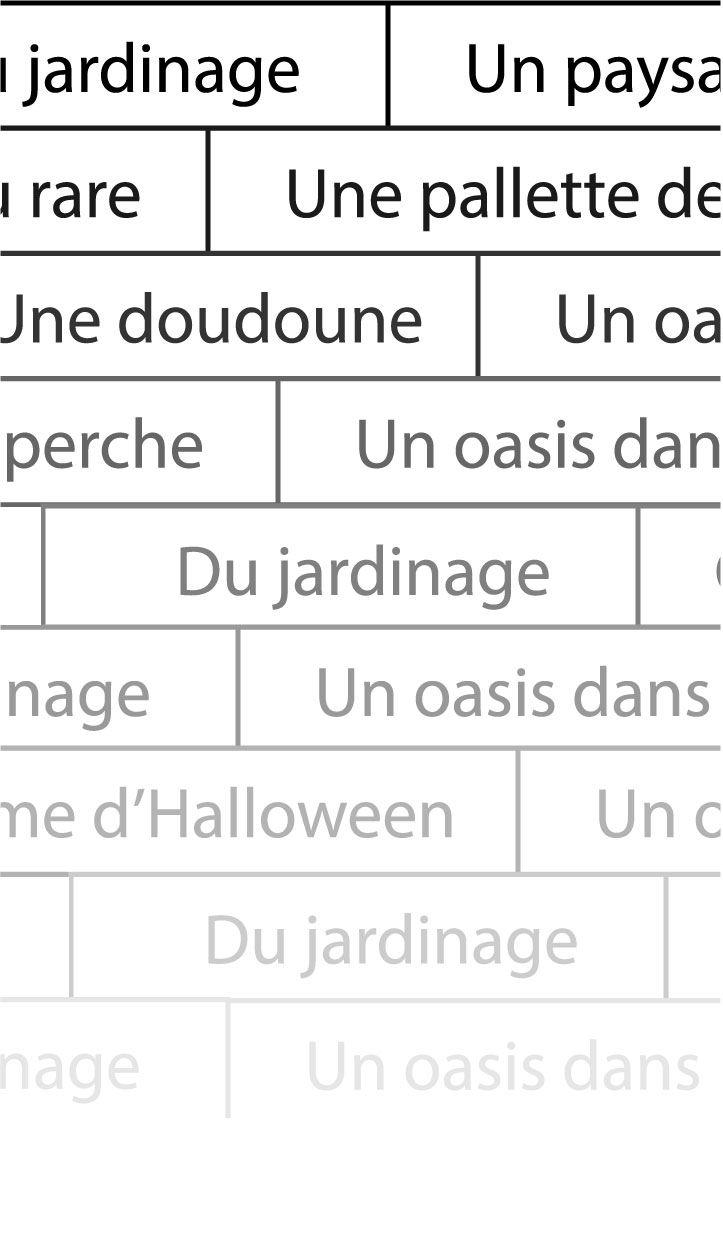 u jardinage Un paysa
u rare Une pallette de
Une doudoune Un oa
perche Un oasis dan
Du jardinage
nage Un oasis dans
me d’Halloween Un o
Du jardinage
nage Un oasis dans